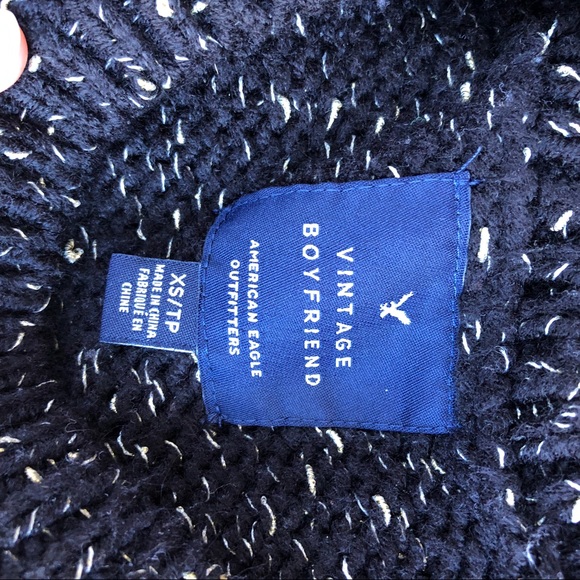 VINTAGE
BOYFRIEND
AMERICAN EAGLE
OUTFITTERS
XS/TP
MADE IN CHINA
FABRIQUÉ EN
CHINE